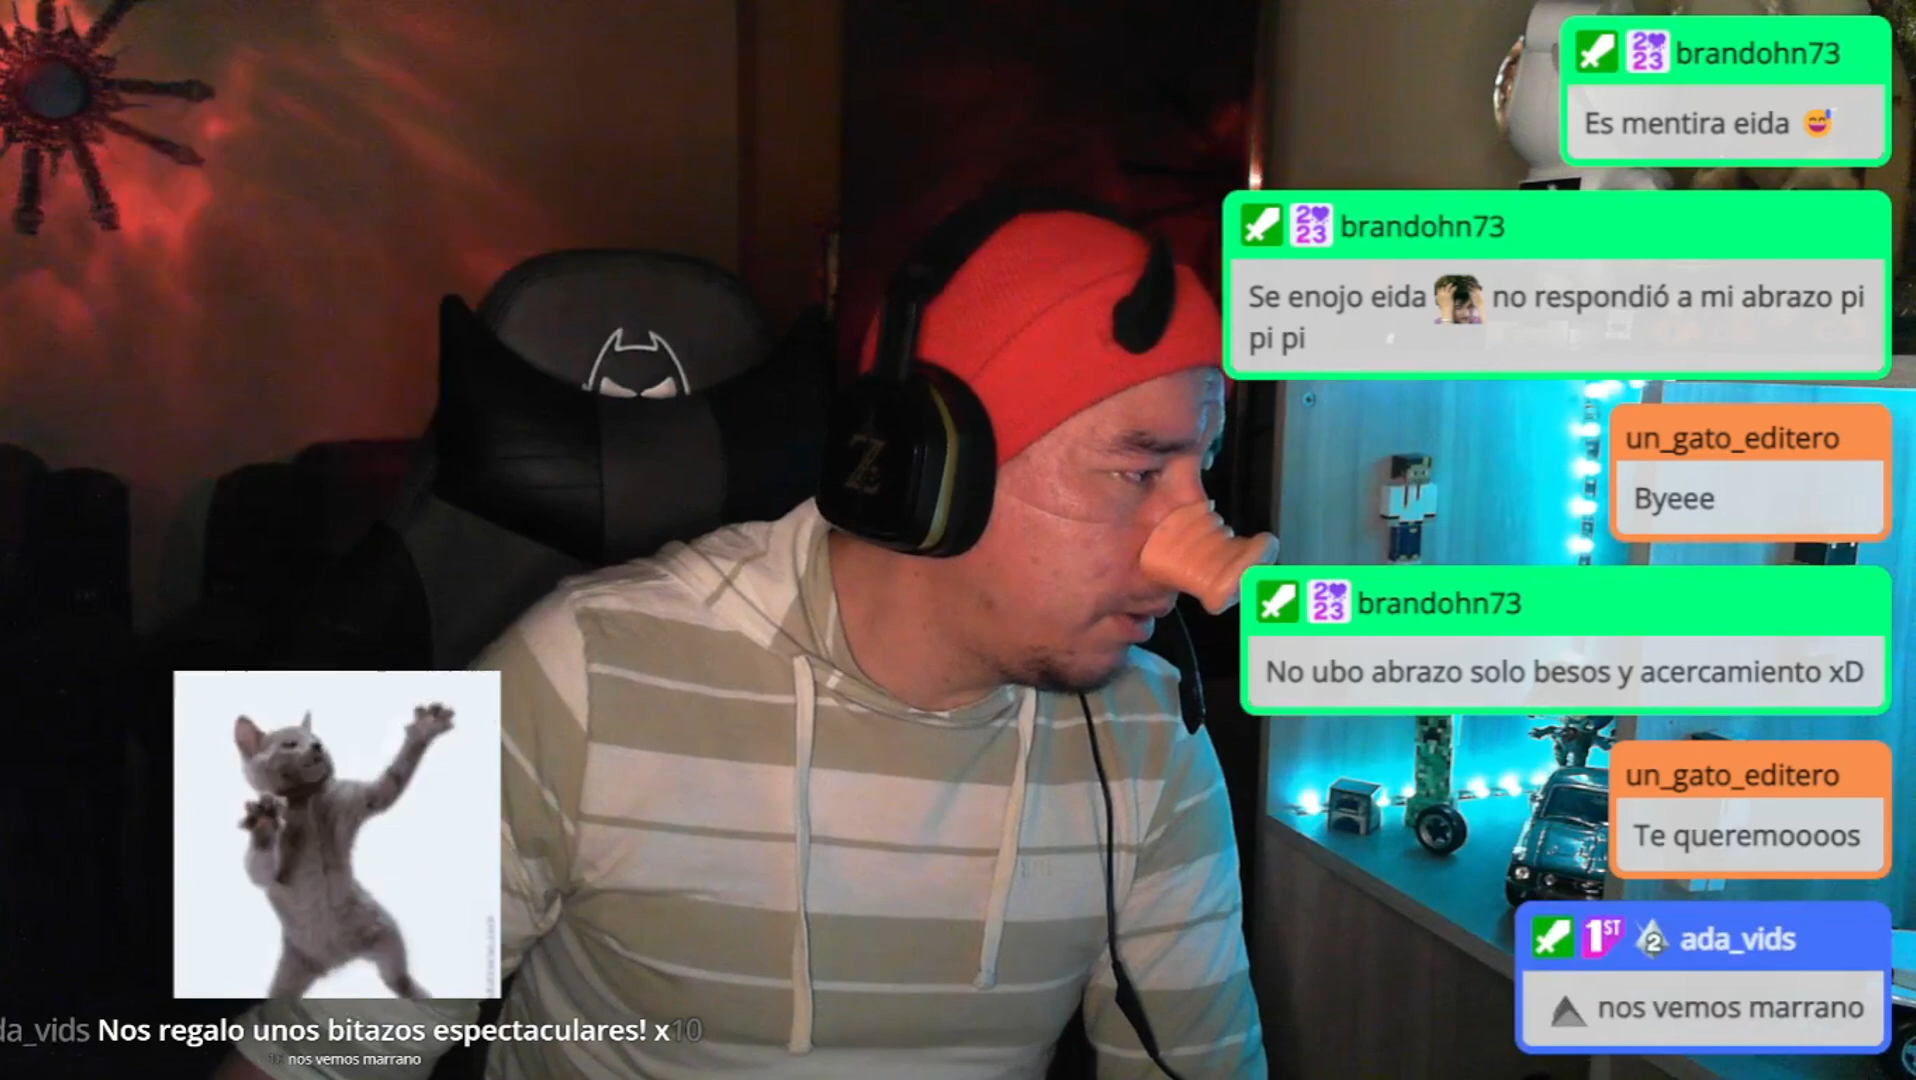 brandohn73
Es mentira eida
brandohn73
Se enojo eida no respondió a mi abrazo pi
pi pi
un_gato_editero
Byeee
brandohn73
No ubo abrazo solo besos y acercamiento xD
un_gato_editero
Te queremoooos
1ST 2 ada_vids
nos vemos marrano
da_vids Nos regalo unos bitazos espectaculares! x10
nos vemos marrano